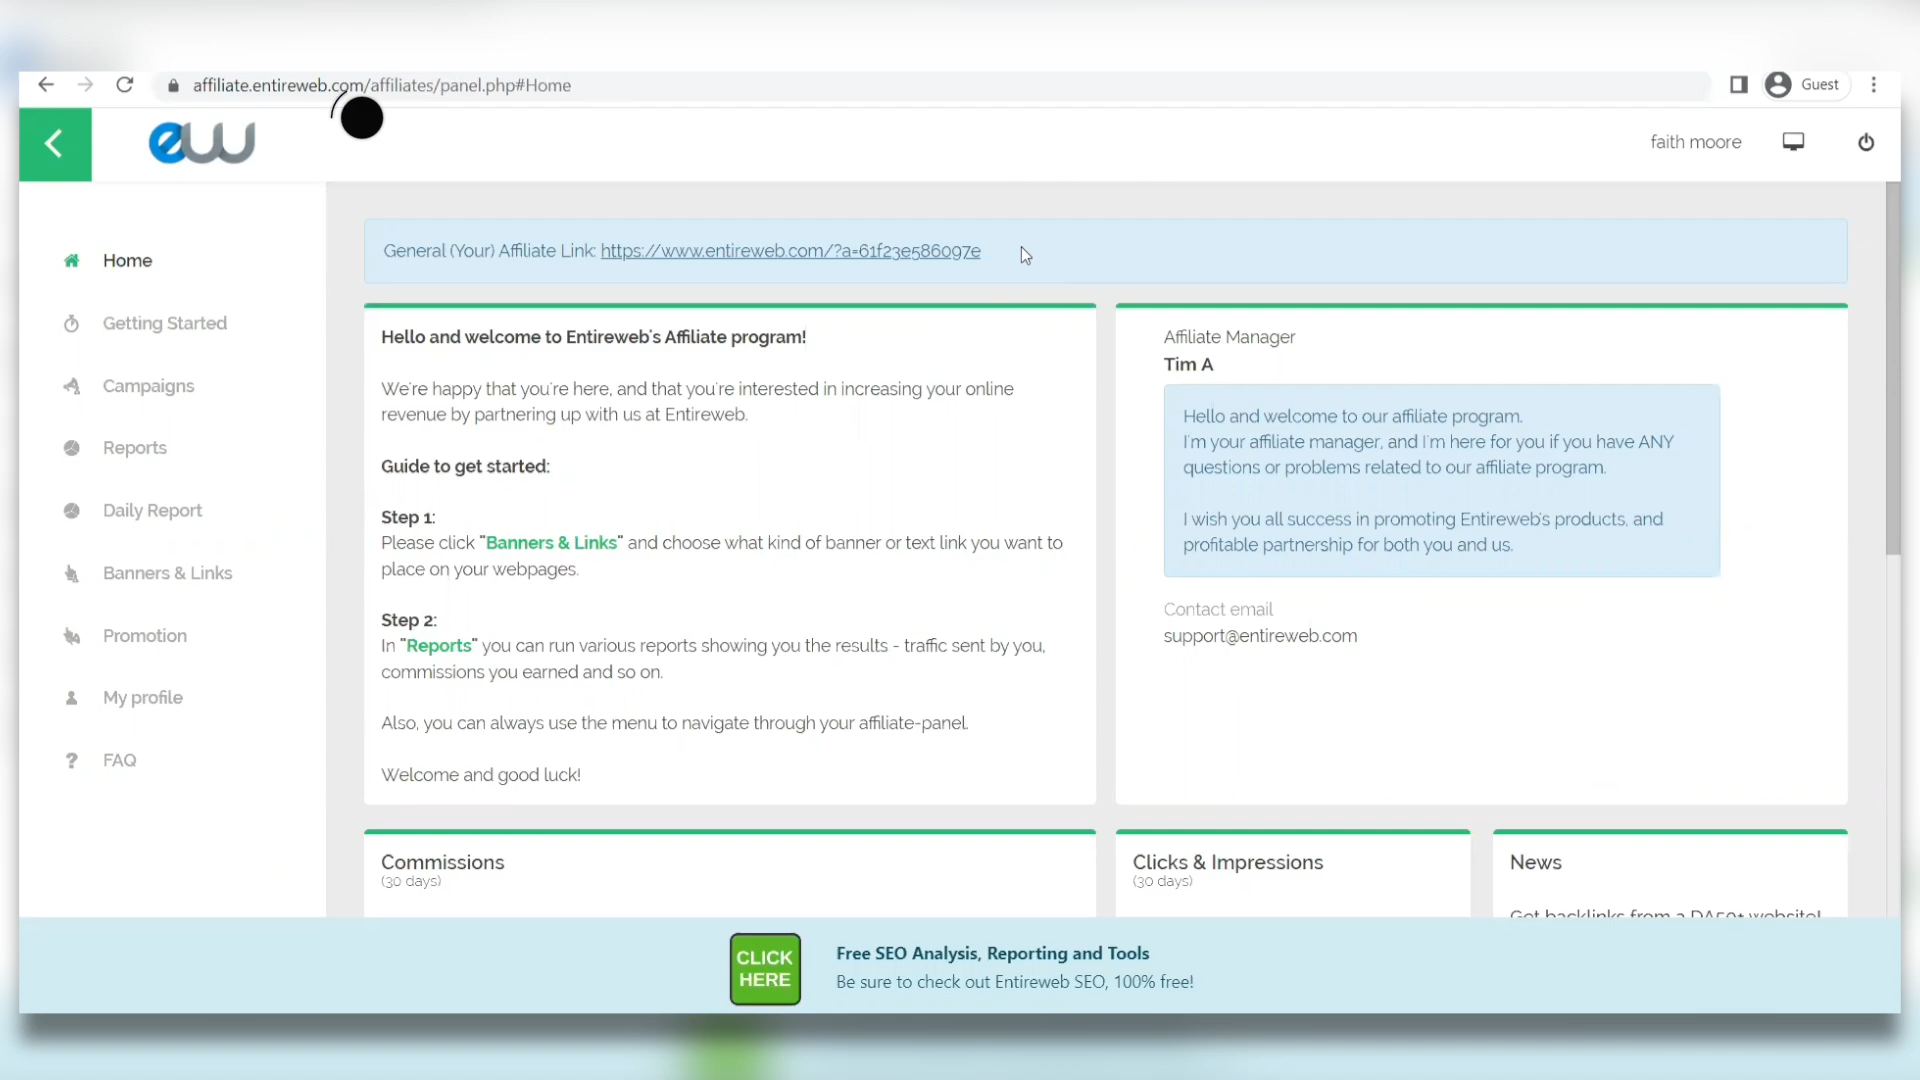 affiliate.entireweb.com/affiliates/panel.php#Home
Guest
ew
faith moore
Home
Getting Started
Campaigns
Reports
Daily Report
Banners & Links
Promotion
My profile
FAQ
General (Your) Affiliate Link: https://www.entireweb.com/?a=61f23e586097e
Hello and welcome to Entireweb's Affiliate program!
We're happy that you're here, and that you're interested in increasing your online
revenue by partnering up with us at Entireweb.
Guide to get started:
Step 1:
Please click "Banners & Links" and choose what kind of banner or text link you want to
place on your webpages.
Step 2:
In "Reports" you can run various reports showing you the results - traffic sent by you,
commissions you earned and so on.
Also, you can always use the menu to navigate through your affiliate-panel.
Welcome and good luck!
Affiliate Manager
Tim A
Hello and welcome to our affiliate program.
I'm your affiliate manager, and I'm here for you if you have ANY
questions or problems related to our affiliate program.
I wish you all success in promoting Entireweb's products, and
profitable partnership for both you and us.
Contact email
support@entireweb.com
Commissions
(30 days)
Clicks & Impressions
(30 days)
News
Get backlinks from a DA50+ website!
CLICK
HERE
Free SEO Analysis, Reporting and Tools
Be sure to check out Entireweb SEO, 100% free!